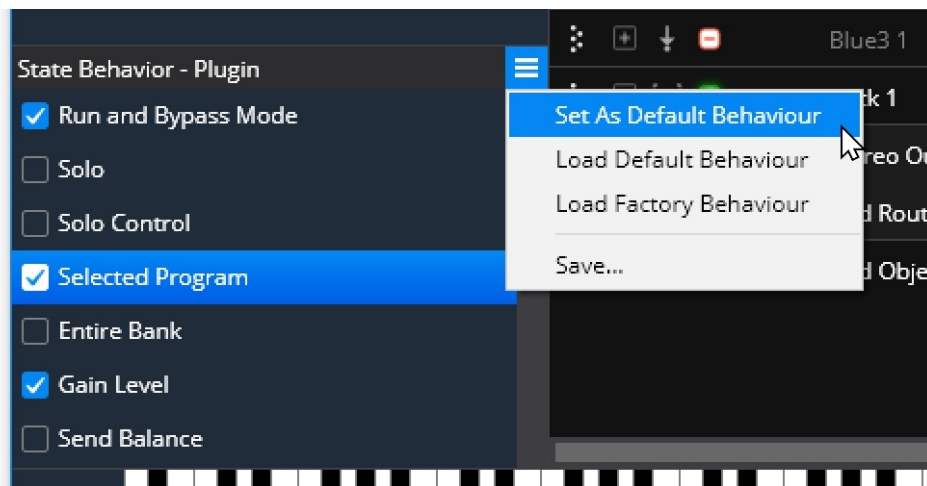 Blue3 1
State Behavior - Plugin
Run and Bypass Mode
Solo
Solo Control
Selected Program
Entire Bank
Gain Level
Send Balance
Set As Default Behaviour
Load Default Behaviour
Load Factory Behaviour
Save...
1